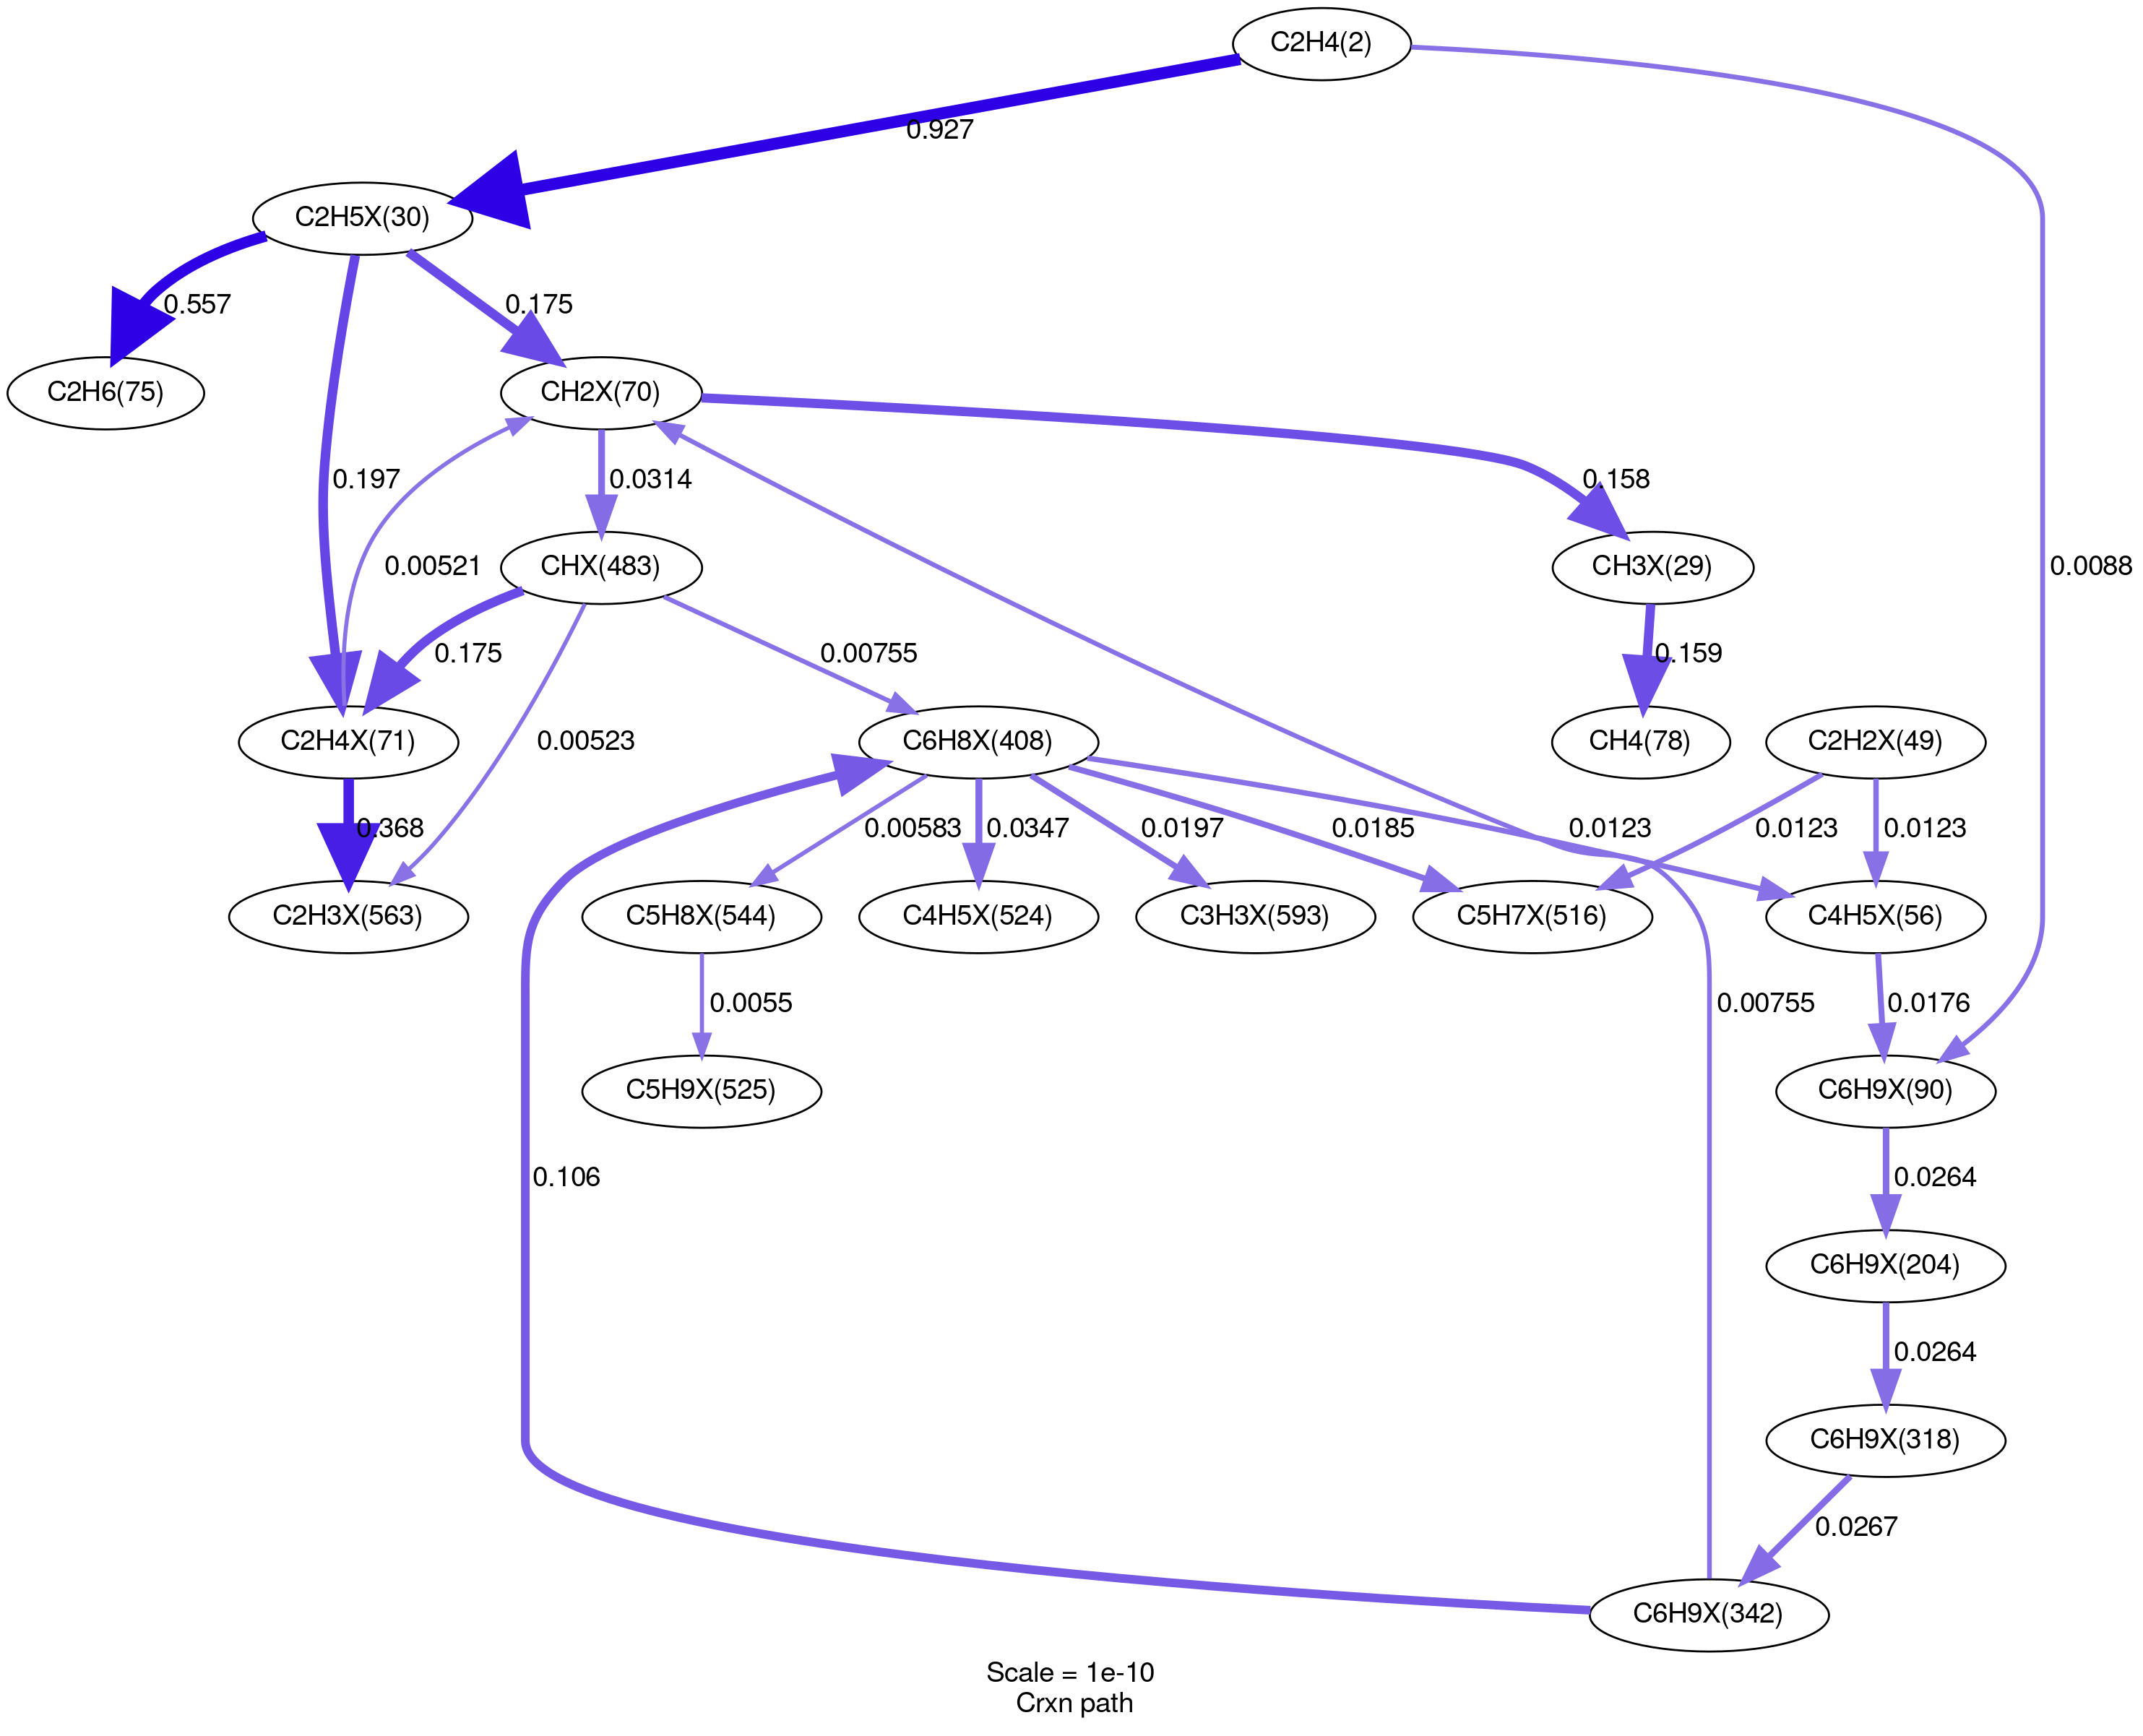 C2H4(2)
0.927
C2H5X(30)
0.557
0.175
C2H6(75)
CH2X(70)
0.197
0.0314
0.158
0.00521
CHX(483)
CH3X(29)
0.0088
0.175
0.00755
0.159
C2H4X(71)
0.00523
C6H8X(408)
CH4(78)
C2H2X(49)
0.368
0.00583
0.0347
0.0197
0.0185
0.0123
0.0123
0.0123
C2H3X(563)
C5H8X(544)
C4H5X(524)
C3H3X(593)
C5H7X(516)
C4H5X(56)
0.0055
0.00755
0.0176
C5H9X(525)
C6H9X(90)
0.106
0.0264
C6H9X(204)
0.0264
C6H9X(318)
0.0267
C6H9X(342)
Scale = 1e-10
Crxn path